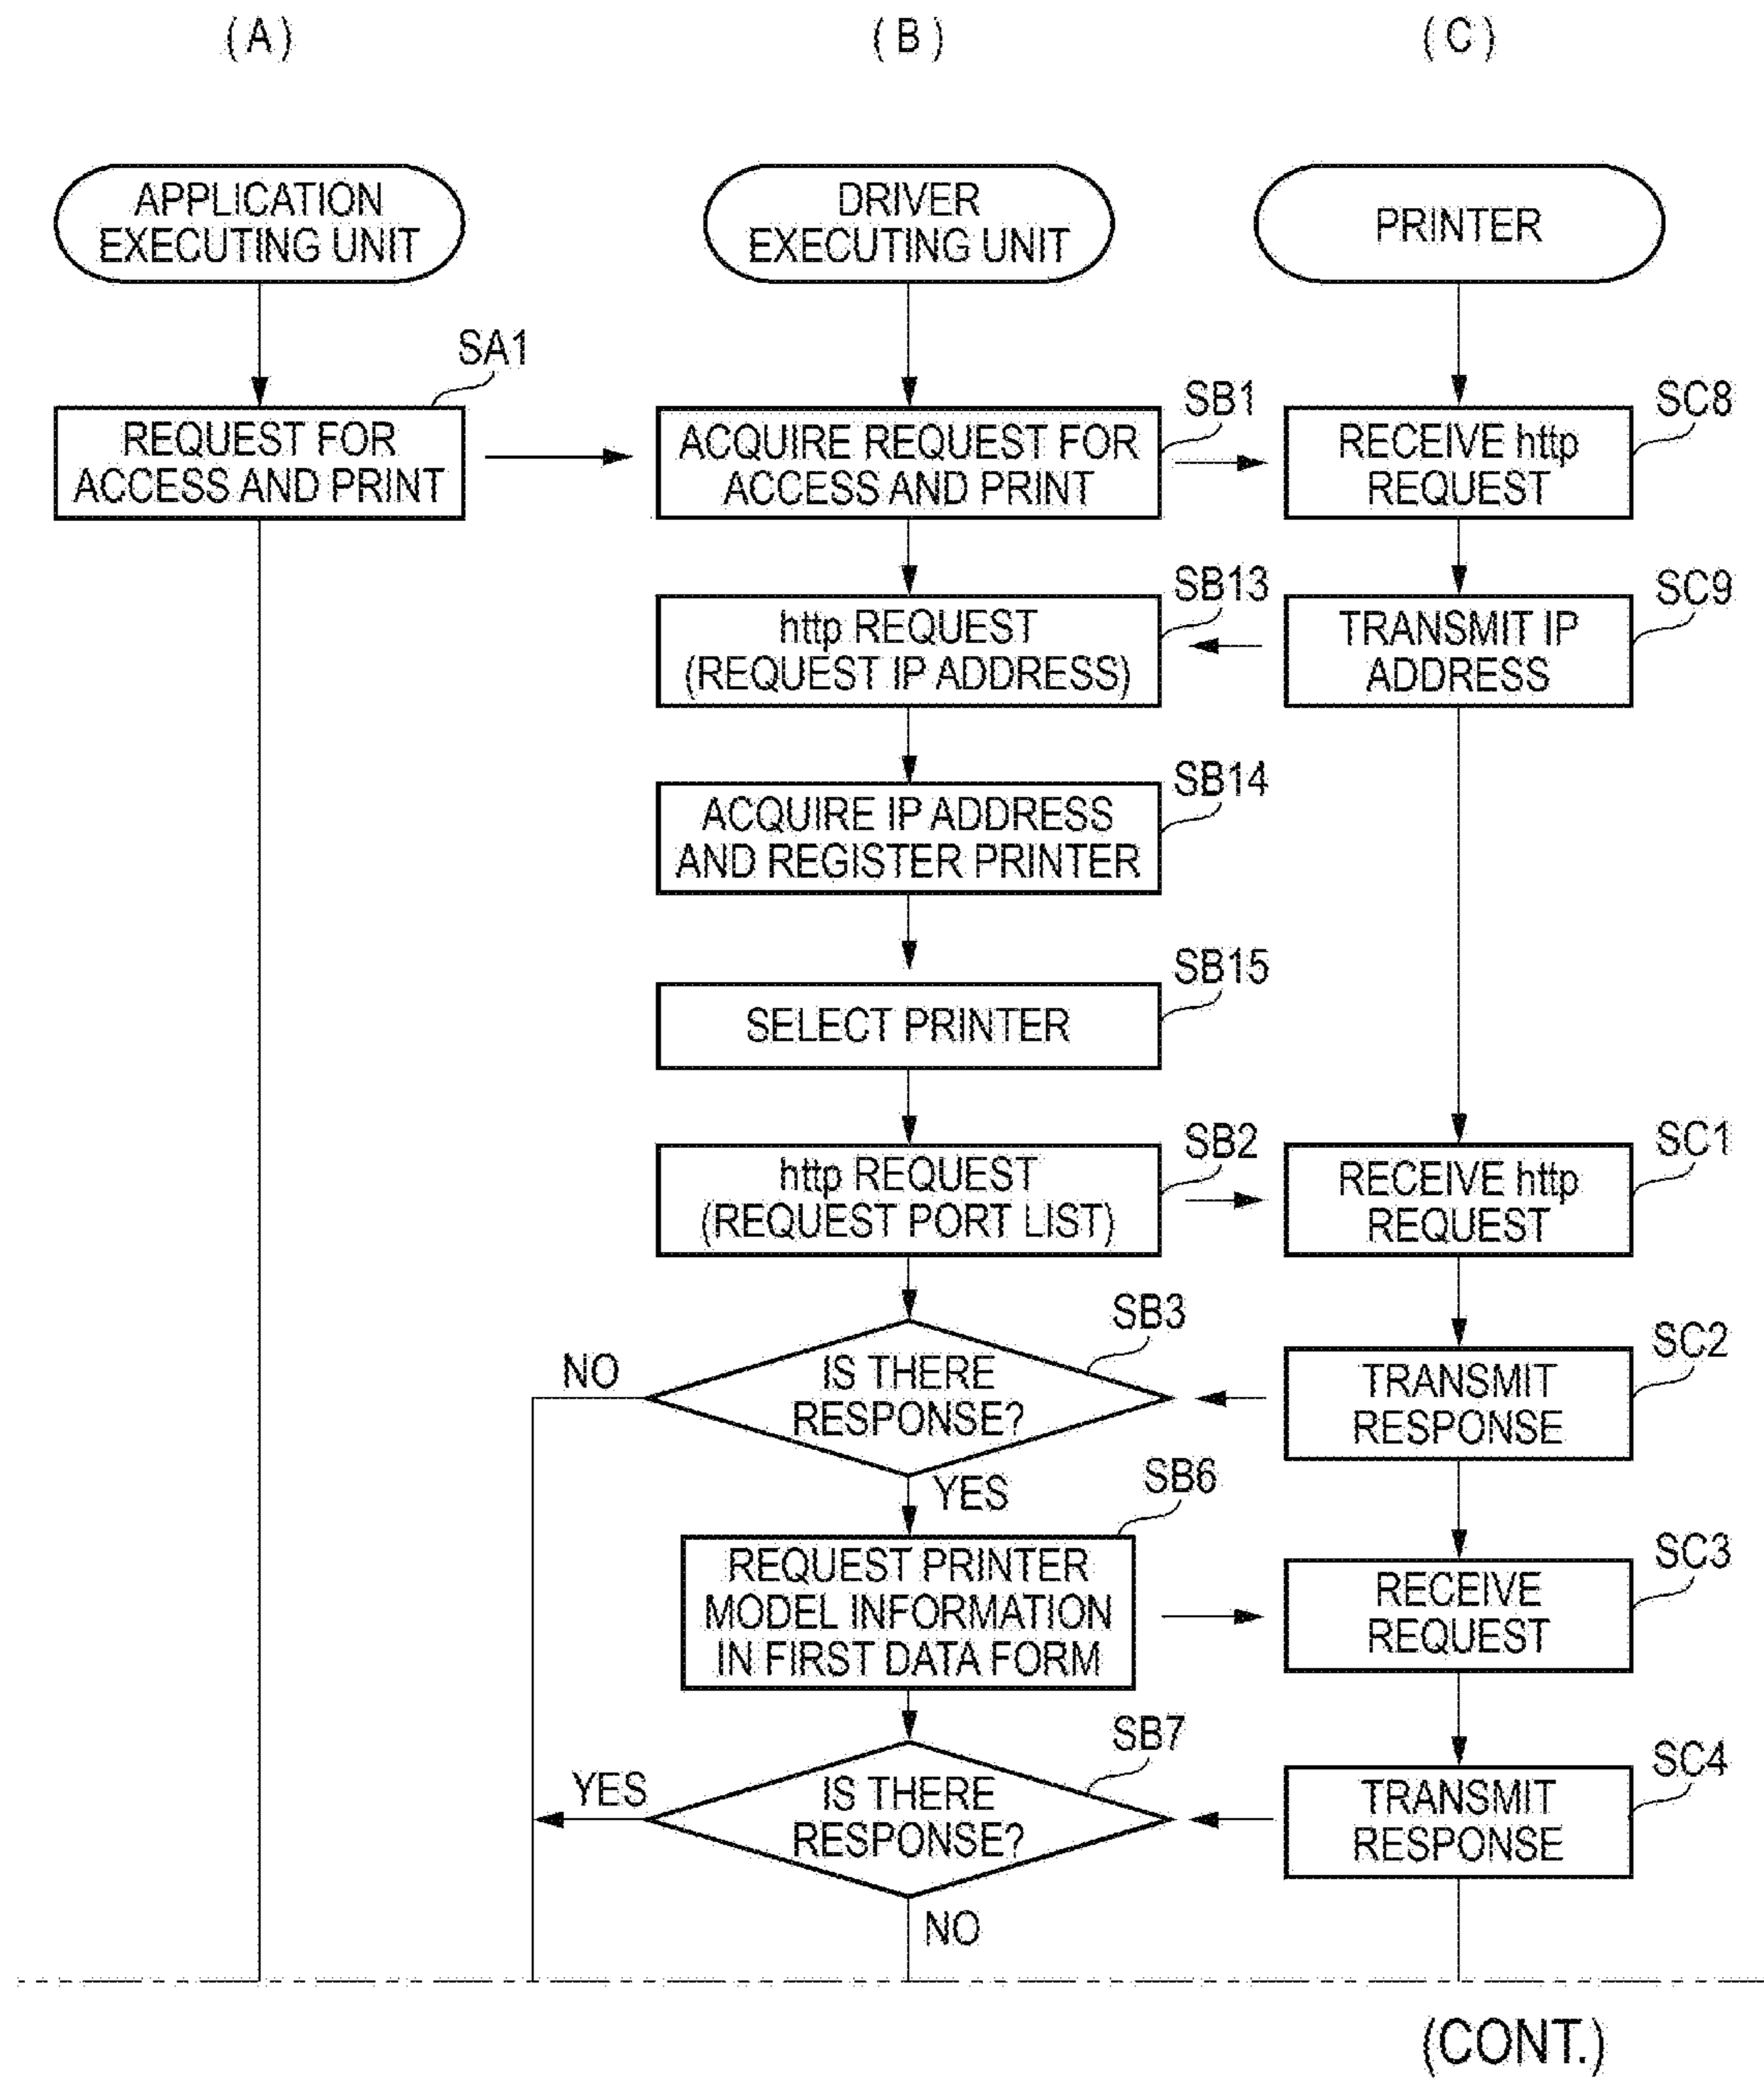 (A)
(B)
(C)
APPLICATION
EXECUTING UNIT
DRIVER
EXECUTING UNIT
PRINTER
SA1
REQUEST FOR
ACCESS AND PRINT
SB1
ACQUIRE REQUEST FOR
ACCESS AND PRINT
SC8
RECEIVE http
REQUEST
SB13
http REQUEST
(REQUEST IP ADDRESS)
SC9
TRANSMIT IP
ADDRESS
SB14
ACQUIRE IP ADDRESS
AND REGISTER PRINTER
SB15
SELECT PRINTER
SB2
http REQUEST
(REQUEST PORT LIST)
SC1
RECEIVE http
REQUEST
SB3
IS THERE
RESPONSE?
NO
YES
SC2
TRANSMIT
RESPONSE
SB6
REQUEST PRINTER
MODEL INFORMATION
IN FIRST DATA FORM
SC3
RECEIVE
REQUEST
SB7
IS THERE
RESPONSE?
YES
NO
SC4
TRANSMIT
RESPONSE
(CONT.)